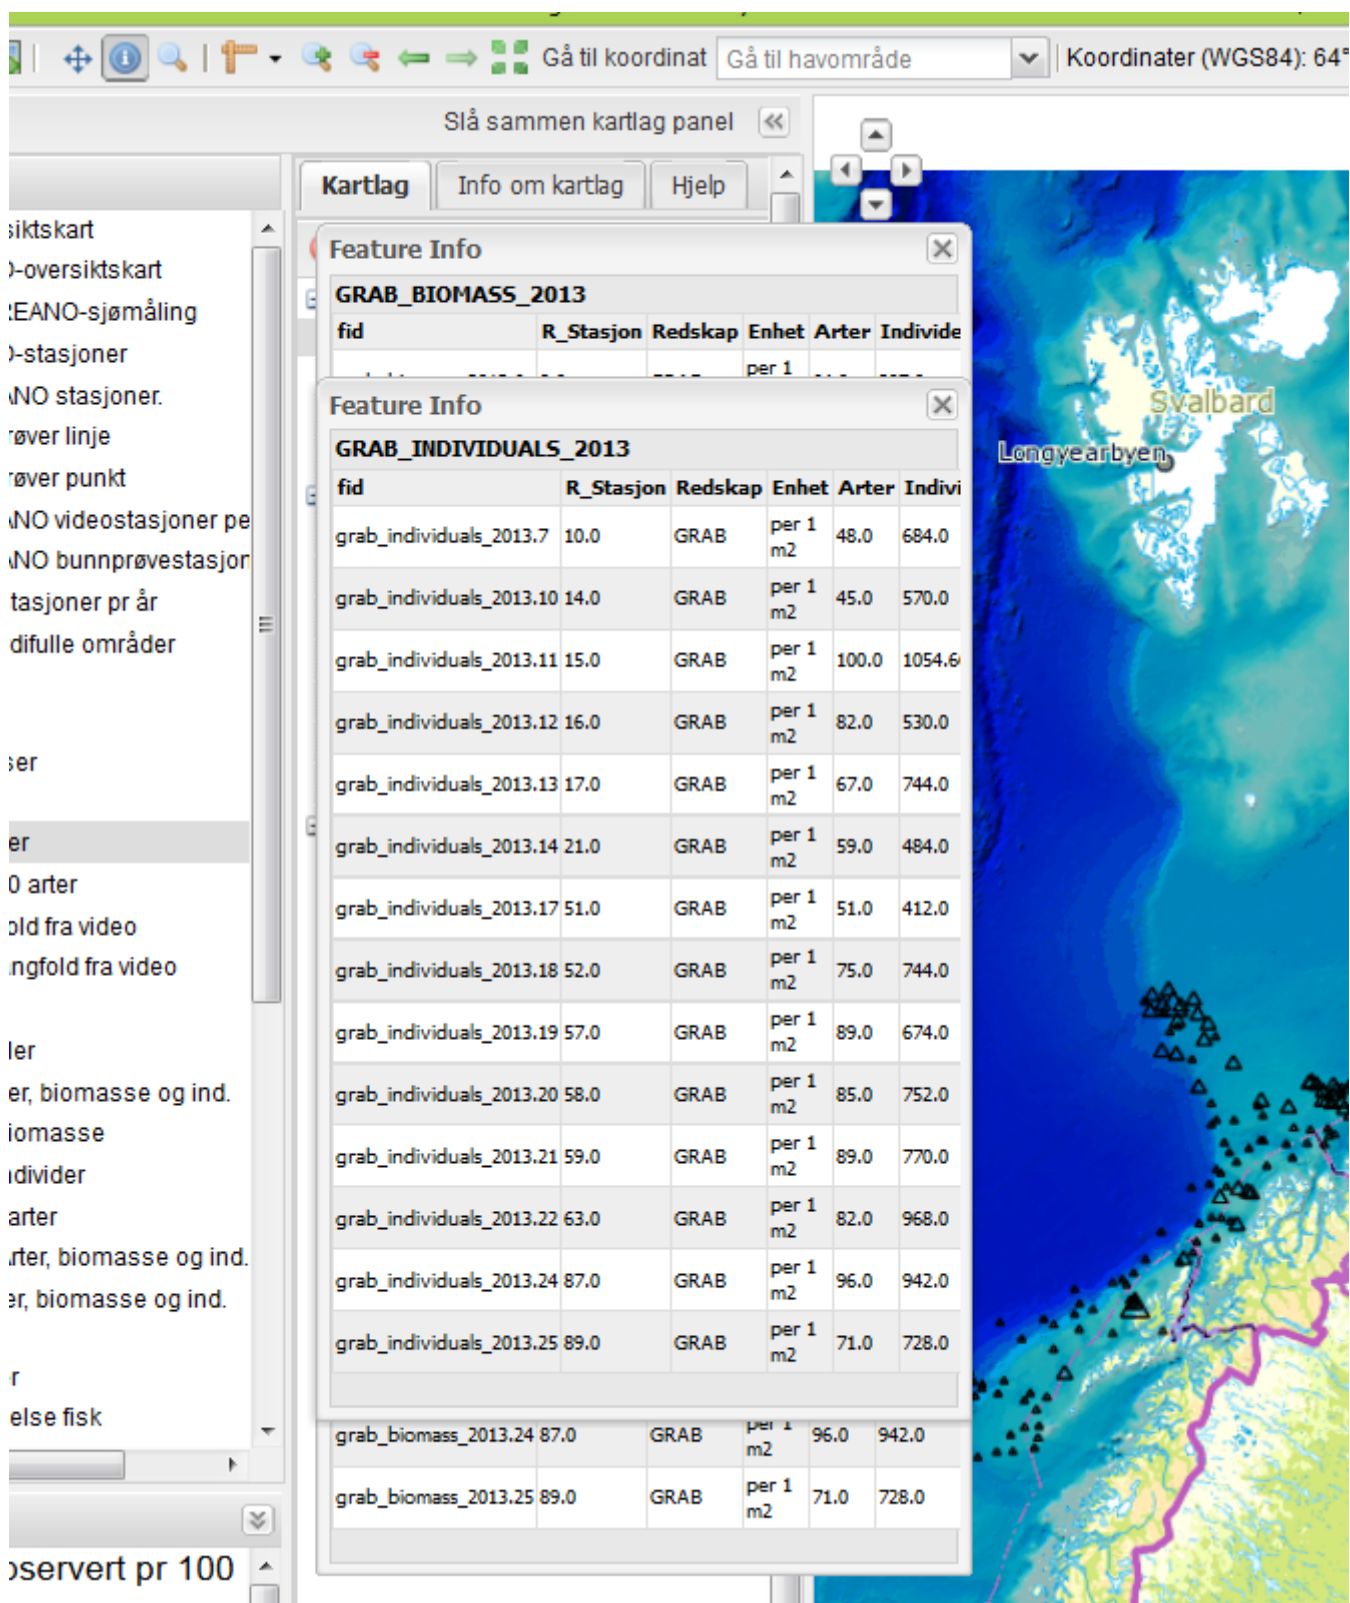 Gå til koordinat Gå til havområde Koordinater (WGS84): 64°
Slå sammen kartlag panel
Kartlag Info om kartlag Hjelp
siktskart
-oversiktskart
EANO-sjømåling
-stasjoner
NO stasjoner.
røver linje
røver punkt
NO videostasjoner pe
NO bunnprøvestasjon
tasjoner pr år
difulle områder
ser
er
0 arter
old fra video
ngfold fra video
ler
er, biomasse og ind.
iomasse
ndivider
arter
rter, biomasse og ind.
er, biomasse og ind.
r
else fisk
oservert pr 100
Feature Info
GRAB_BIOMASS_2013
fid R_Stasjon Redskap Enhet Arter Individe
per 1
Feature Info
GRAB_INDIVIDUALS_2013
fid R_Stasjon Redskap Enhet Arter Indivi
grab_individuals_2013.7 10.0 GRAB per 1 m2 48.0 684.0
grab_individuals_2013.10 14.0 GRAB per 1 m2 45.0 570.0
grab_individuals_2013.11 15.0 GRAB per 1 m2 100.0 1054.6
grab_individuals_2013.12 16.0 GRAB per 1 m2 82.0 530.0
grab_individuals_2013.13 17.0 GRAB per 1 m2 67.0 744.0
grab_individuals_2013.14 21.0 GRAB per 1 m2 59.0 484.0
grab_individuals_2013.17 51.0 GRAB per 1 m2 51.0 412.0
grab_individuals_2013.18 52.0 GRAB per 1 m2 75.0 744.0
grab_individuals_2013.19 57.0 GRAB per 1 m2 89.0 674.0
grab_individuals_2013.20 58.0 GRAB per 1 m2 85.0 752.0
grab_individuals_2013.21 59.0 GRAB per 1 m2 89.0 770.0
grab_individuals_2013.22 63.0 GRAB per 1 m2 82.0 968.0
grab_individuals_2013.24 87.0 GRAB per 1 m2 96.0 942.0
grab_individuals_2013.25 89.0 GRAB per 1 m2 71.0 728.0
grab_biomass_2013.24 87.0 GRAB per 1 m2 96.0 942.0
grab_biomass_2013.25 89.0 GRAB per 1 m2 71.0 728.0
Svalbard
Longyearbyen